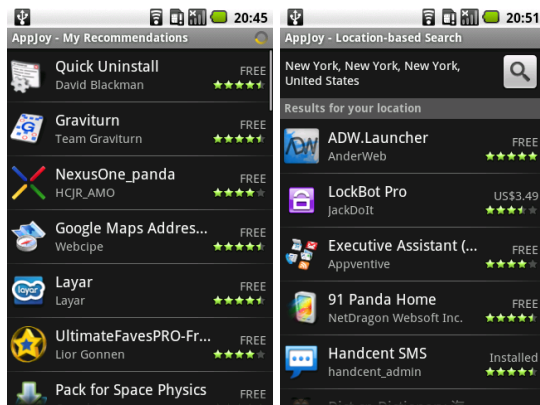 20:45
AppJoy - My Recommendations
Quick Uninstall
FREE
David Blackman
Graviturn
FREE
Team Graviturn
NexusOne_panda
FREE
HCJR_AMO
Google Maps Addres...
FREE
Webcipe
Layar
FREE
layar
Layar
UltimateFavesPRO-Fr...
FREE
Lior Gonnen
Pack for Space Physics
FREE
20:51
AppJoy - Location-based Search
New York, New York, New York,
United States
Results for your location
ADW
ADW.Launcher
FREE
AnderWeb
LockBot Pro
US$3.49
JackDoIt
Executive Assistant (...
FREE
Appventive
91 Panda Home
FREE
NetDragon Websoft Inc.
Handcent SMS
Installed
handcent_admin